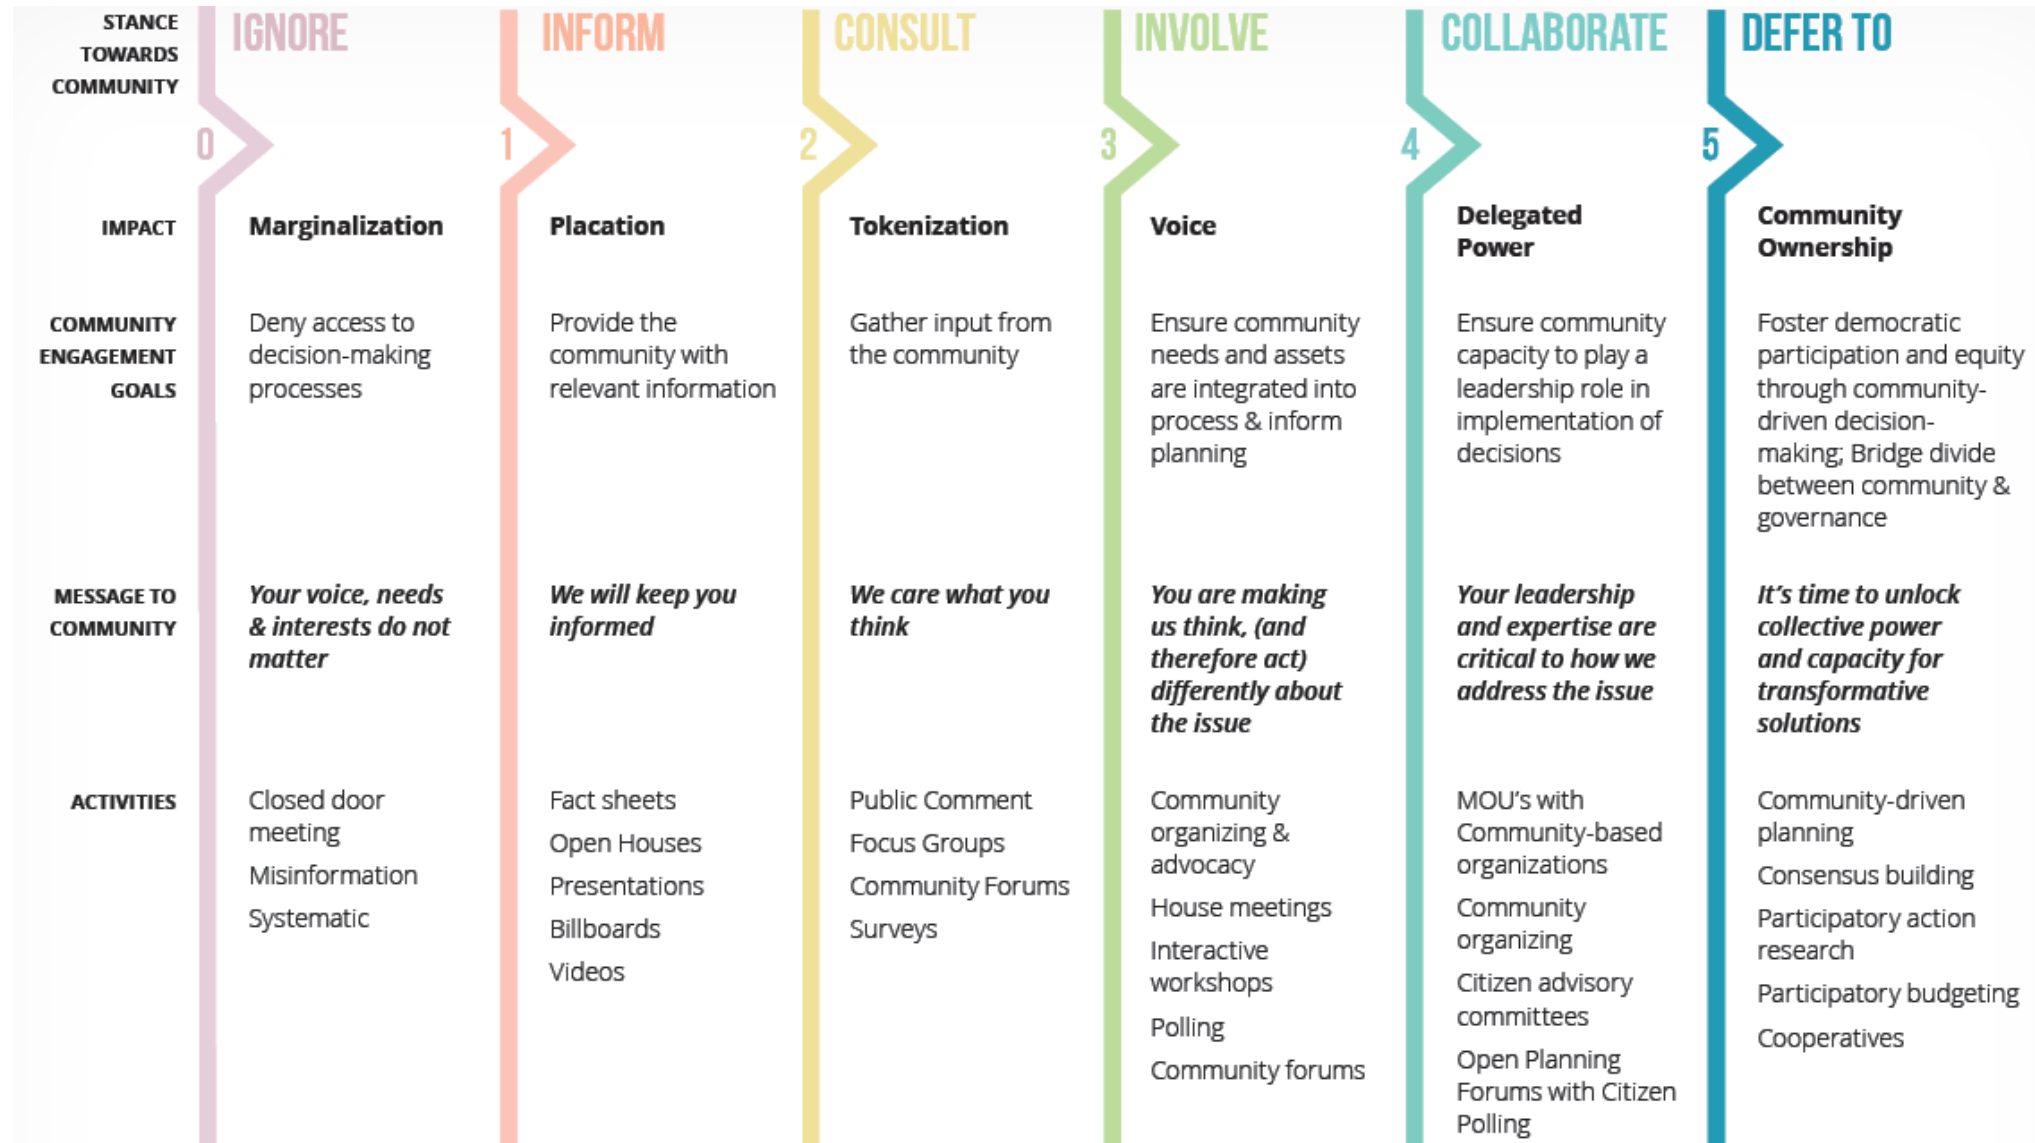 STANCE
TOWARDS
COMMUNITY
IGNORE
INFORM
CONSULT
INVOLVE
COLLABORATE
DEFER TO
0
1
2
3
4
5
IMPACT
Marginalization
Placation
Tokenization
Voice
Delegated
Power
Community
Ownership
COMMUNITY
ENGAGEMENT
GOALS
Deny access to
decision-making
processes
Provide the
community with
relevant information
Gather input from
the community
Ensure community
needs and assets
are integrated into
process & inform
planning
Ensure community
capacity to play a
leadership role in
implementation of
decisions
Foster democratic
participation and equity
through community-
driven decision-
making; Bridge divide
between community &
governance
MESSAGE TO
COMMUNITY
Your voice, needs
& interests do not
matter
We will keep you
informed
We care what you
think
You are making
us think, (and
therefore act)
differently about
the issue
Your leadership
and expertise are
critical to how we
address the issue
It's time to unlock
collective power
and capacity for
transformative
solutions
ACTIVITIES
Closed door
meeting
Misinformation
Systematic
Fact sheets
Open Houses
Presentations
Billboards
Videos
Public Comment
Focus Groups
Community Forums
Surveys
Community
organizing &
advocacy
House meetings
Interactive
workshops
Polling
Community forums
MOU's with
Community-based
organizations
Community
organizing
Citizen advisory
committees
Open Planning
Forums with Citizen
Polling
Community-driven
planning
Consensus building
Participatory action
research
Participatory budgeting
Cooperatives